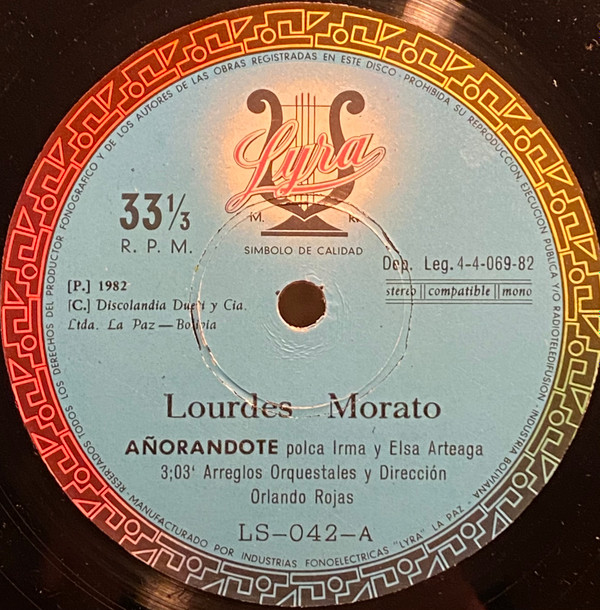 RESERVADOS TODOS LOS DERECHOS DEL PRODUCTOR FONOGRAFICO Y DE LOS AUTORES DE LAS OBRAS REGISTRADAS EN ESTE DISCO - PROHIBIDA SU REPRODUCCION, EJECUCION PUBLICA Y/O RADIOTELEDIFUSION - INDUSTRIA BOLIVIANA
Lyra
M. R.
SIMBOLO DE CALIDAD
33⅓
R. P. M.
Dep. Leg. 4-4-069-82
stereo || compatible || mono
[P.] 1982
[C.] Discolandia Dueri y Cia.
Ltda. La Paz — Bolivia
Lourdes Morato
AÑORANDOTE polca Irma y Elsa Arteaga
3;03' Arreglos Orquestales y Dirección
Orlando Rojas
LS-042-A
-MANUFACTURADO POR INDUSTRIAS FONOELECTRICAS "LYRA" LA PAZ -